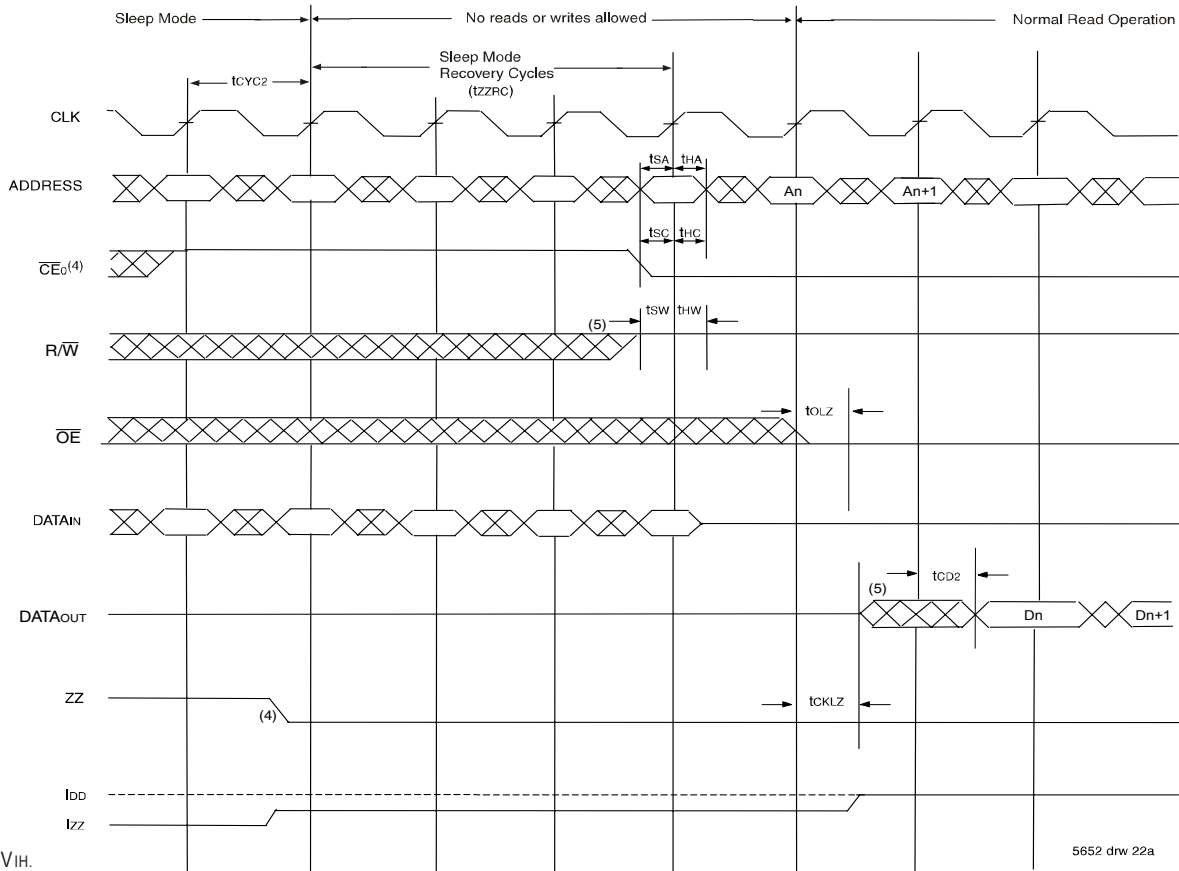 Sleep Mode
No reads or writes allowed
Normal Read Operation
Sleep Mode
Recovery Cycles
(tZZRC)
tCYC2
CLK
tSA
tHA
ADDRESS
An
An+1
tSC
tHC
CE0(4)
tSW
tHW
(5)
R/W
tOLZ
OE
DATAIN
tCD2
(5)
DATAOUT
Dn
Dn+1
ZZ
(4)
tCKLZ
IDD
IZZ
5652 drw 22a
VIH.